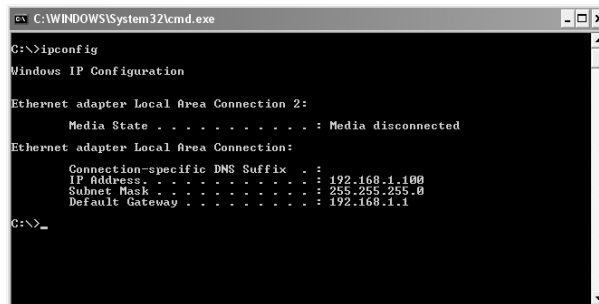 C:\WINDOWS\System32\cmd.exe
C:\>ipconfig
Windows IP Configuration
Ethernet adapter Local Area Connection 2:
Media State . . . . . . . . . . . : Media disconnected
Ethernet adapter Local Area Connection:
Connection-specific DNS Suffix  . :
IP Address. . . . . . . . . . . . : 192.168.1.100
Subnet Mask . . . . . . . . . . . : 255.255.255.0
Default Gateway . . . . . . . . . : 192.168.1.1
C:\>_